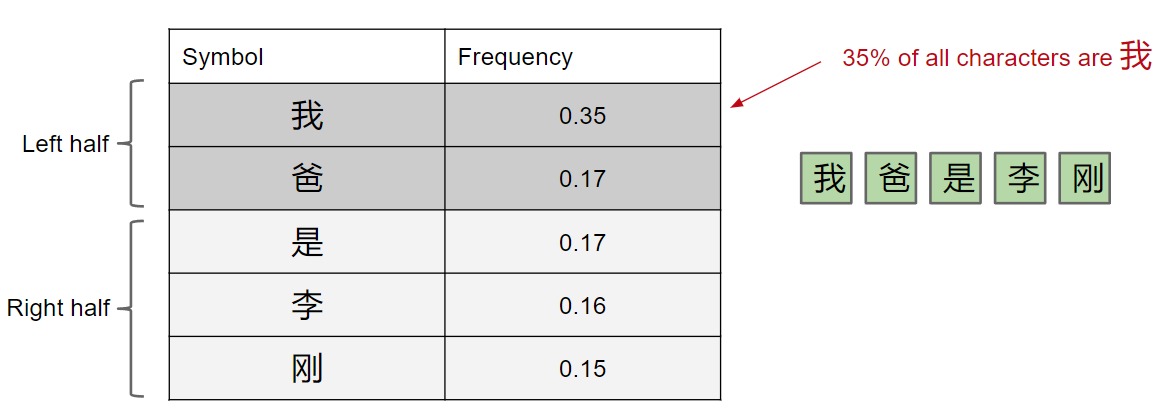 Symbol Frequency
Left half
我 0.35
爸 0.17
Right half
是 0.17
李 0.16
刚 0.15
35% of all characters are 我
我 爸 是 李 刚